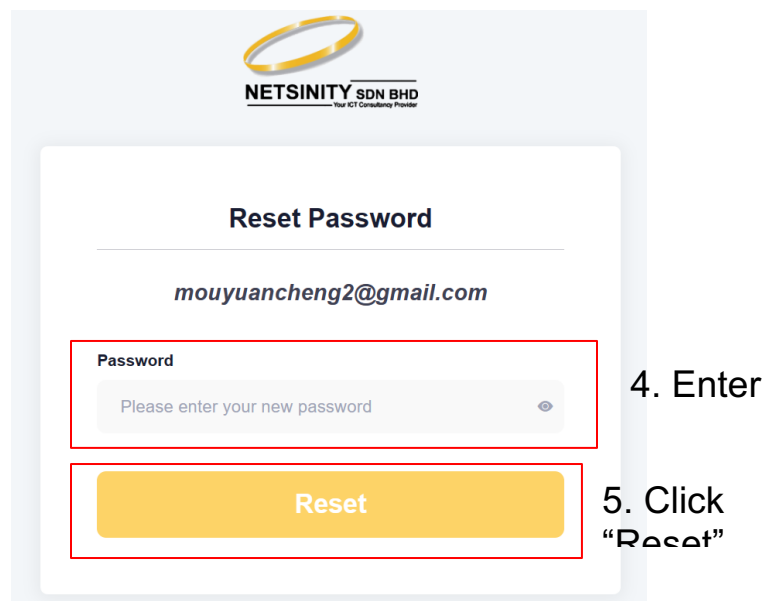 NETSINITY SDN BHD
Your ICT Consultancy Provider
Reset Password
mouyuancheng2@gmail.com
Password
Please enter your new password
4. Enter
Reset
5. Click
“Reset”